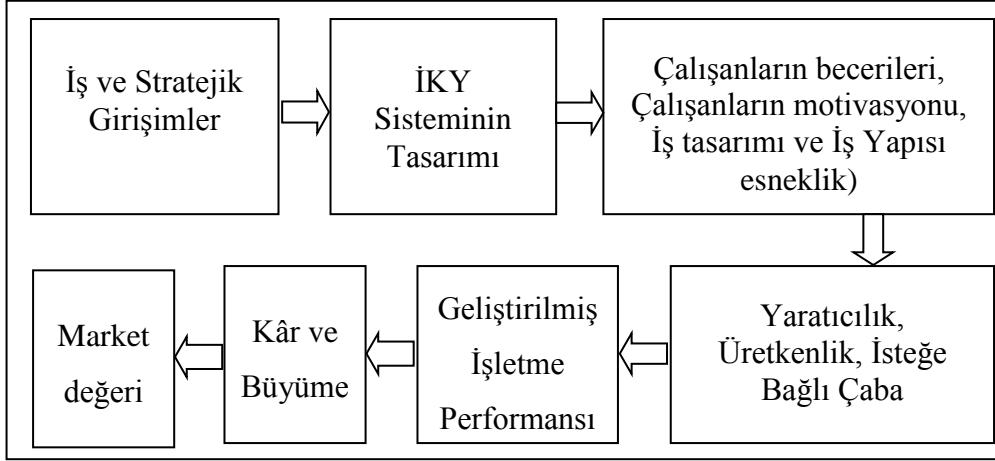 İş ve Stratejik
Girişimler
İKY
Sisteminin
Tasarımı
Çalışanların becerileri,
Çalışanların motivasyonu,
İş tasarımı ve İş Yapısı
esneklik)
Yaratıcılık,
Üretkenlik, İsteğe
Bağlı Çaba
Geliştirilmiş
İşletme
Performansı
Kâr ve
Büyüme
Market
değeri